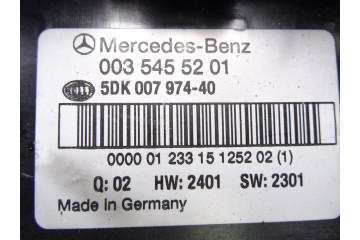 Mercedes-Benz
003 545 52 01
5DK 007 974-40
0000 01 233 15 1252 02 (1)
Q: 02 HW: 2401 SW: 2301
Made in Germany